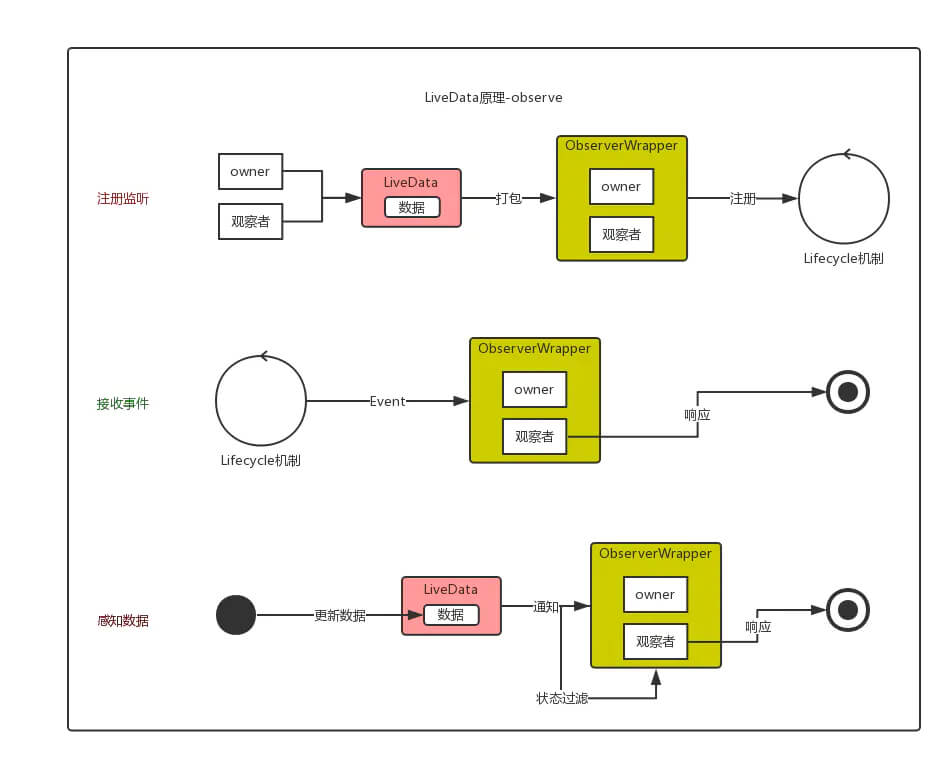 LiveData原理-observe
注册监听
owner
观察者
LiveData
数据
打包
ObserverWrapper
owner
观察者
注册
Lifecycle机制
接收事件
Lifecycle机制
Event
ObserverWrapper
owner
观察者
响应
感知数据
更新数据
LiveData
数据
通知
状态过滤
ObserverWrapper
owner
观察者
响应